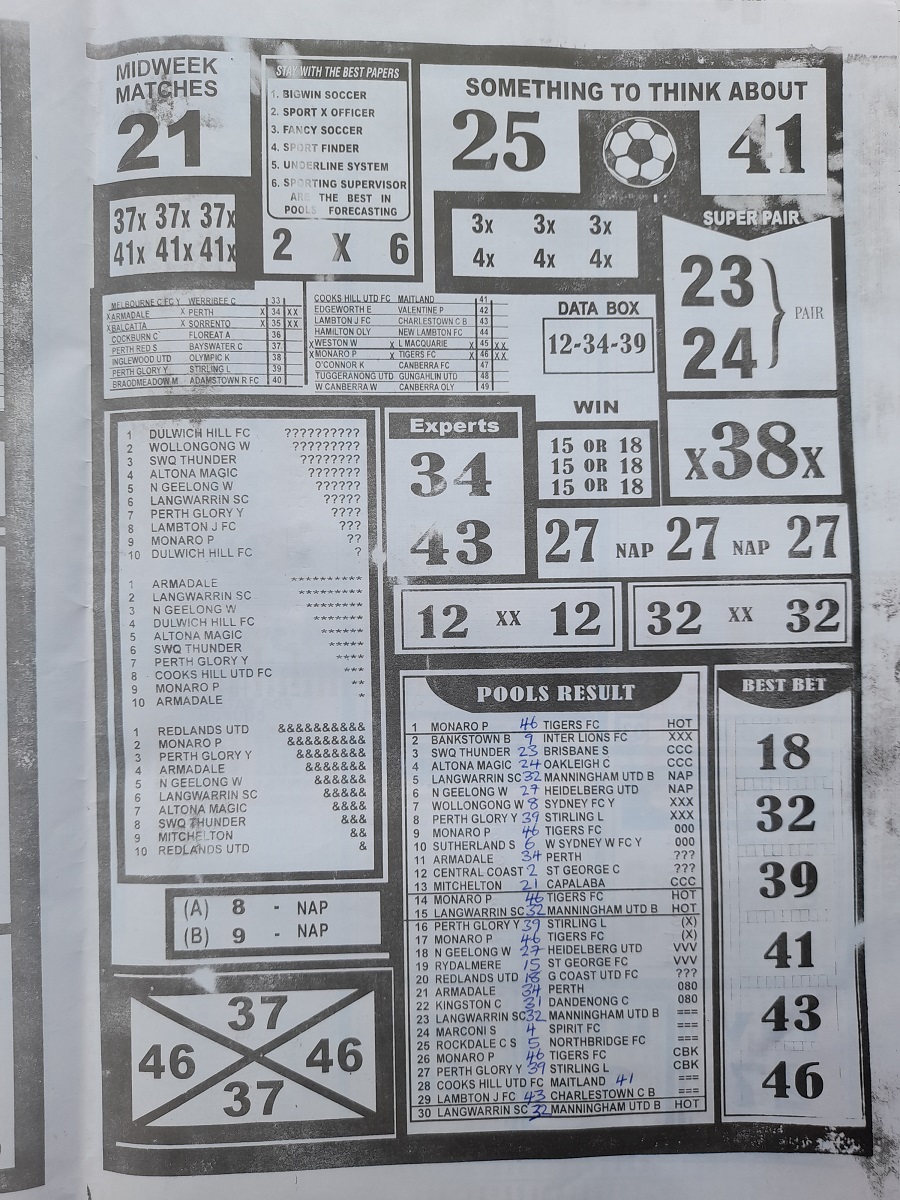 MIDWEEK
MATCHES
21
STAY WITH THE BEST PAPERS
1. BIGWIN SOCCER
2. SPORT X OFFICER
3. FANCY SOCCER
4. SPORT FINDER
5. UNDERLINE SYSTEM
6. SPORTING SUPERVISOR
ARE THE BEST IN
POOLS FORECASTING
2 X 6
SOMETHING TO THINK ABOUT
25 41
37x 37x 37x
41x 41x 41x
3x 3x 3x
4x 4x 4x
SUPER PAIR
23
24
PAIR
MELBOURNE C FC Y WERRIBEE C 33
X ARMADALE X PERTH X 34 XX
X BALCATTA X SORRENTO X 35 XX
COCKBURN C FLOREAT A 36
PERTH RED S BAYSWATER C 37
INGLEWOOD UTD OLYMPIC K 38
PERTH GLORY Y STIRLING L 39
BRAODMEADOW M ADAMSTOWN R FC 40
COOKS HILL UTD FC MAITLAND 41
EDGEWORTH E VALENTINE P 42
LAMBTON J FC CHARLESTOWN C B 43
HAMILTON OLY NEW LAMBTON FC 44
X WESTON W X L MACQUARIE X 45 XX
X MONARO P X TIGERS FC X 46 XX
O'CONNOR K CANBERRA FC 47
TUGGERANONG UTD GUNGAHLIN UTD 48
W CANBERRA W CANBERRA OLY 49
DATA BOX
12-34-39
WIN
15 OR 18
15 OR 18
15 OR 18
X38X
1 DULWICH HILL FC ??????????
2 WOLLONGONG W ?????????
3 SWQ THUNDER ????????
4 ALTONA MAGIC ???????
5 N GEELONG W ??????
6 LANGWARRIN SC ?????
7 PERTH GLORY Y ????
8 LAMBTON J FC ???
9 MONARO P ??
10 DULWICH HILL FC ?
1 ARMADALE **********
2 LANGWARRIN SC *********
3 N GEELONG W ********
4 DULWICH HILL FC *******
5 ALTONA MAGIC ******
6 SWQ THUNDER *****
7 PERTH GLORY Y ****
8 COOKS HILL UTD FC ***
9 MONARO P **
10 ARMADALE *
1 REDLANDS UTD &&&&&&&&&&
2 MONARO P &&&&&&&&&
3 PERTH GLORY Y &&&&&&&&
4 ARMADALE &&&&&&&
5 N GEELONG W &&&&&&
6 LANGWARRIN SC &&&&&
7 ALTONA MAGIC &&&&
8 SWQ THUNDER &&&
9 MITCHELTON &&
10 REDLANDS UTD &
Experts
34
43
27 NAP 27 NAP 27
12 XX 12
32 XX 32
(A) 8 - NAP
(B) 9 - NAP
37
46 46
37
POOLS RESULT
1 MONARO P 46 TIGERS FC HOT
2 BANKSTOWN B 9 INTER LIONS FC XXX
3 SWQ THUNDER 23 BRISBANE S CCC
4 ALTONA MAGIC 24 OAKLEIGH C CCC
5 LANGWARRIN SC 32 MANNINGHAM UTD B NAP
6 N GEELONG W 27 HEIDELBERG UTD NAP
7 WOLLONGONG W 8 SYDNEY FC Y XXX
8 PERTH GLORY Y 39 STIRLING L XXX
9 MONARO P 46 TIGERS FC 000
10 SUTHERLAND S 6 W SYDNEY W FC Y 000
11 ARMADALE 34 PERTH ???
12 CENTRAL COAST 2 ST GEORGE C ???
13 MITCHELTON 21 CAPALABA CCC
14 MONARO P 46 TIGERS FC HOT
15 LANGWARRIN SC 32 MANNINGHAM UTD B HOT
16 PERTH GLORY Y 39 STIRLING L (X)
17 MONARO P 46 TIGERS FC (X)
18 N GEELONG W 27 HEIDELBERG UTD VVV
19 RYDALMERE 15 ST GEORGE FC VVV
20 REDLANDS UTD 18 G COAST UTD FC ???
21 ARMADALE 34 PERTH 080
22 KINGSTON C 31 DANDENONG C 080
23 LANGWARRIN SC 32 MANNINGHAM UTD B ===
24 MARCONI S 4 SPIRIT FC ===
25 ROCKDALE C S 5 NORTHBRIDGE FC ===
26 MONARO P 46 TIGERS FC CBK
27 PERTH GLORY Y 39 STIRLING L CBK
28 COOKS HILL UTD FC MAITLAND 41 ===
29 LAMBTON J FC 43 CHARLESTOWN C B ===
30 LANGWARRIN SC 32 MANNINGHAM UTD B HOT
BEST BET
18
32
39
41
43
46